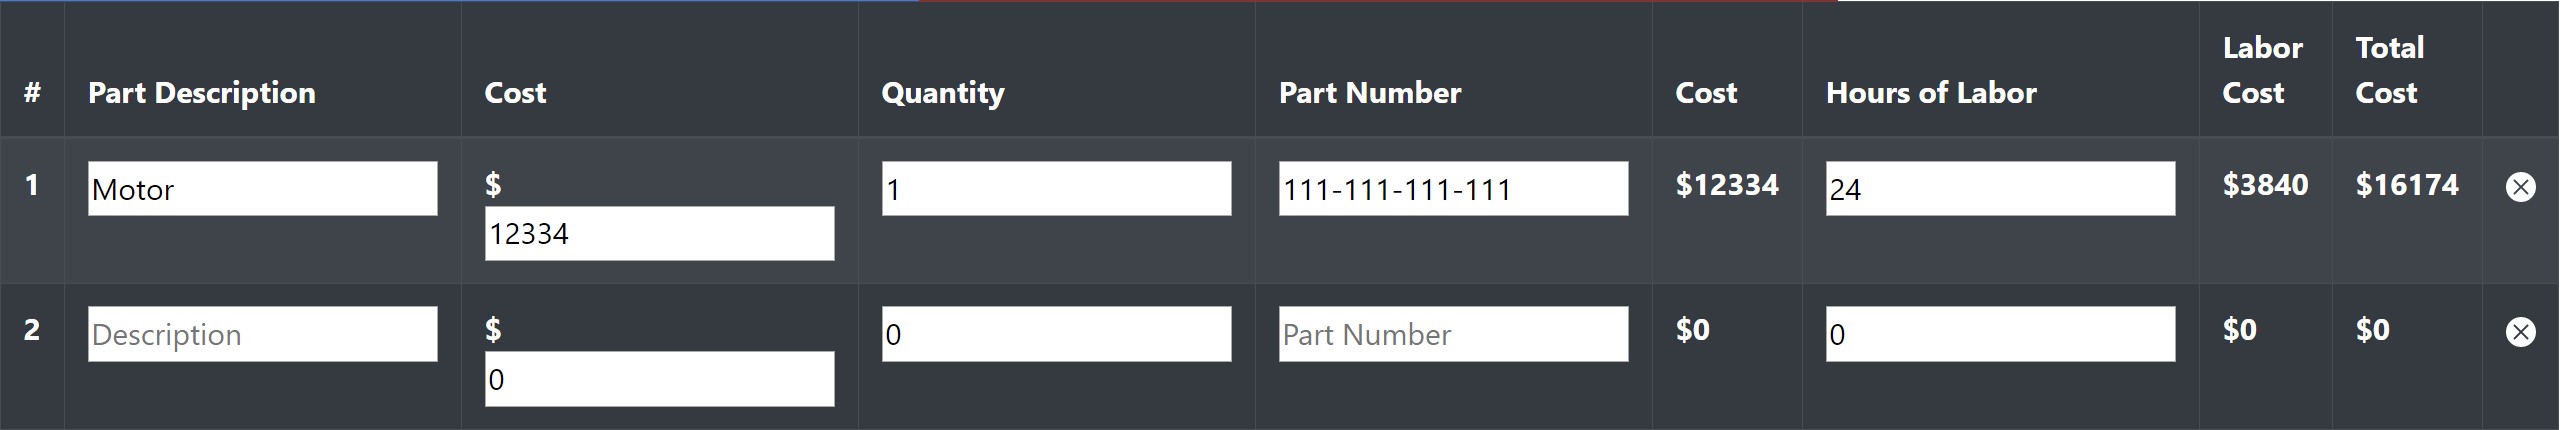 # Part Description Cost Quantity Part Number Cost Hours of Labor Labor Cost Total Cost
1 Motor $ 12334 1 111-111-111-111 $12334 24 $3840 $16174
2 Description $ 0 0 Part Number $0 0 $0 $0